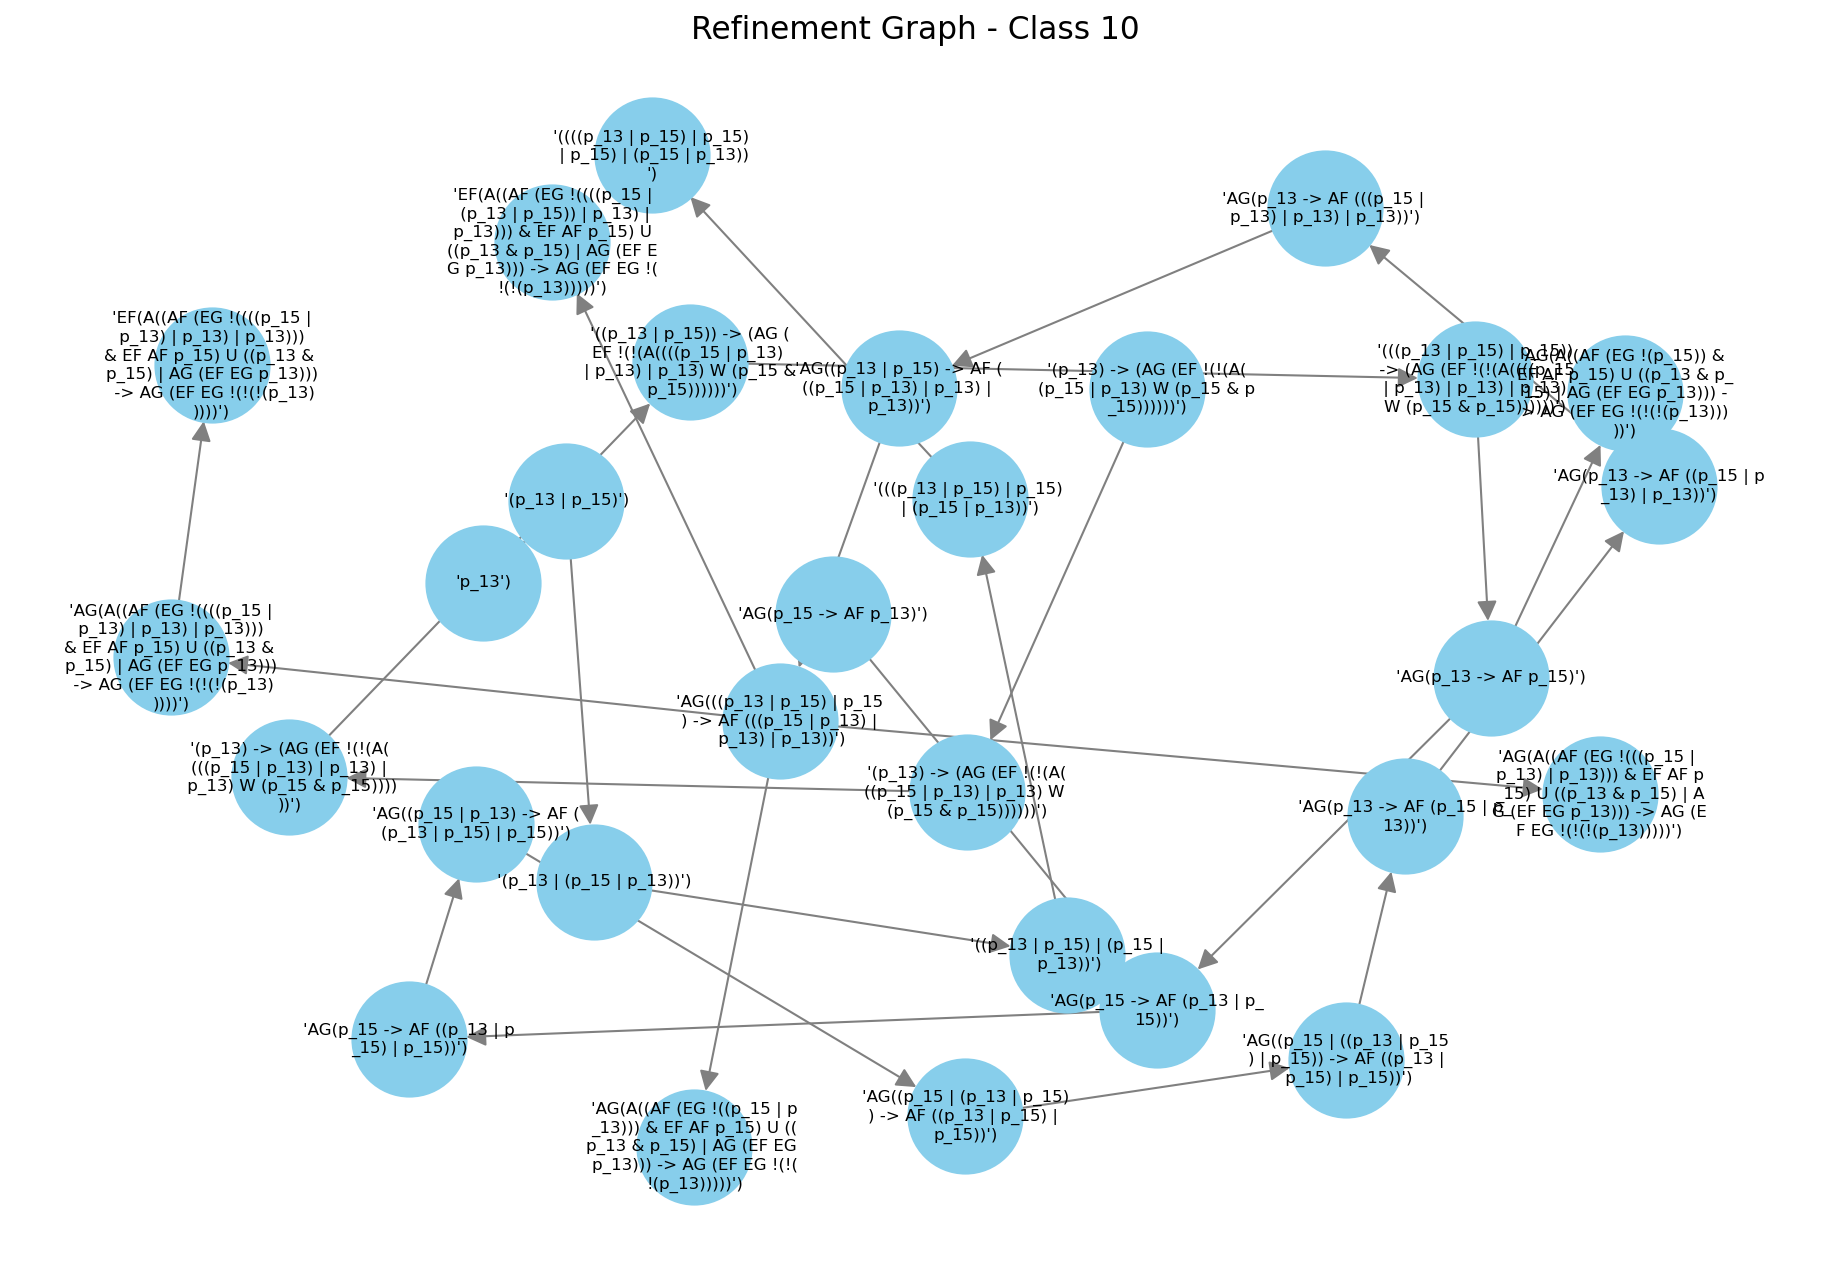 Refinement Graph - Class 10
'((((p_13 | p_15) | p_15)
| p_15) | (p_15 | p_13))
')
'EF(A((AF (EG !((((p_15 |
(p_13 | p_15)) | p_13) |
p_13))) & EF AF p_15) U
((p_13 & p_15) | AG (EF E
G p_13))) -> AG (EF EG !(
!(!(p_13)))))')
'AG(p_13 -> AF (((p_15 |
p_13) | p_13) | p_13))')
'EF(A((AF (EG !((((p_15 |
p_13) | p_13) | p_13)))
& EF AF p_15) U ((p_13 &
p_15) | AG (EF EG p_13)))
-> AG (EF EG !(!(!(p_13)
))))')
'((p_13 | p_15)) -> (AG (
EF !(!(A((((p_15 | p_13)
| p_13) | p_13) W (p_15 &
p_15))))))')
'AG((p_13 | p_15) -> AF (
((p_15 | p_13) | p_13) |
p_13))')
'(p_13) -> (AG (EF !(!(A(
(p_15 | p_13) W (p_15 & p
_15))))))')
'(((p_13 | p_15) | p_15))
-> (AG (EF !(!(A((((p_15
| p_13) | p_13) | p_13)
W (p_15 & p_15))))))')
'AG(A((AF (EG !(p_15)) &
EF AF p_15) U ((p_13 & p_
15) | AG (EF EG p_13))) -
> AG (EF EG !(!(!(p_13)))
))')
'AG(p_13 -> AF ((p_15 | p
_13) | p_13))')
'(p_13 | p_15)')
'(((p_13 | p_15) | p_15)
| (p_15 | p_13))')
'p_13')
'AG(p_15 -> AF p_13)')
'AG(A((AF (EG !((((p_15 |
p_13) | p_13) | p_13)))
& EF AF p_15) U ((p_13 &
p_15) | AG (EF EG p_13)))
-> AG (EF EG !(!(!(p_13)
))))')
'AG(p_13 -> AF p_15)')
'AG(((p_13 | p_15) | p_15
) -> AF (((p_15 | p_13) |
p_13) | p_13))')
'(p_13) -> (AG (EF !(!(A(
(((p_15 | p_13) | p_13) |
p_13) W (p_15 & p_15))))
))')
'(p_13) -> (AG (EF !(!(A(
((p_15 | p_13) | p_13) W
(p_15 & p_15))))))')
'AG(A((AF (EG !(((p_15 |
p_13) | p_13))) & EF AF p
_15) U ((p_13 & p_15) | A
G (EF EG p_13))) -> AG (E
F EG !(!(!(p_13)))))')
'AG(p_13 -> AF (p_15 | p_
13))')
'AG((p_15 | p_13) -> AF (
(p_13 | p_15) | p_15))')
'(p_13 | (p_15 | p_13))')
'((p_13 | p_15) | (p_15 |
p_13))')
'AG(p_15 -> AF (p_13 | p_
15))')
'AG(p_15 -> AF ((p_13 | p
_15) | p_15))')
'AG((p_15 | ((p_13 | p_15
) | p_15)) -> AF ((p_13 |
p_15) | p_15))')
'AG((p_15 | (p_13 | p_15)
) -> AF ((p_13 | p_15) |
p_15))')
'AG(A((AF (EG !((p_15 | p
_13))) & EF AF p_15) U ((
p_13 & p_15) | AG (EF EG
p_13))) -> AG (EF EG !(!(
!(p_13)))))')